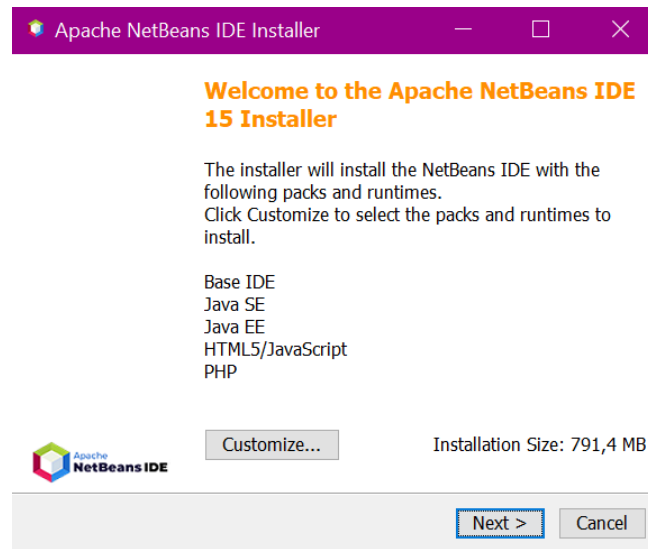 Apache NetBeans IDE Installer
Welcome to the Apache NetBeans IDE
15 Installer
The installer will install the NetBeans IDE with the
following packs and runtimes.
Click Customize to select the packs and runtimes to
install.
Base IDE
Java SE
Java EE
HTML5/JavaScript
PHP
Apache
NetBeans IDE
Customize...
Installation Size: 791,4 MB
Next >
Cancel